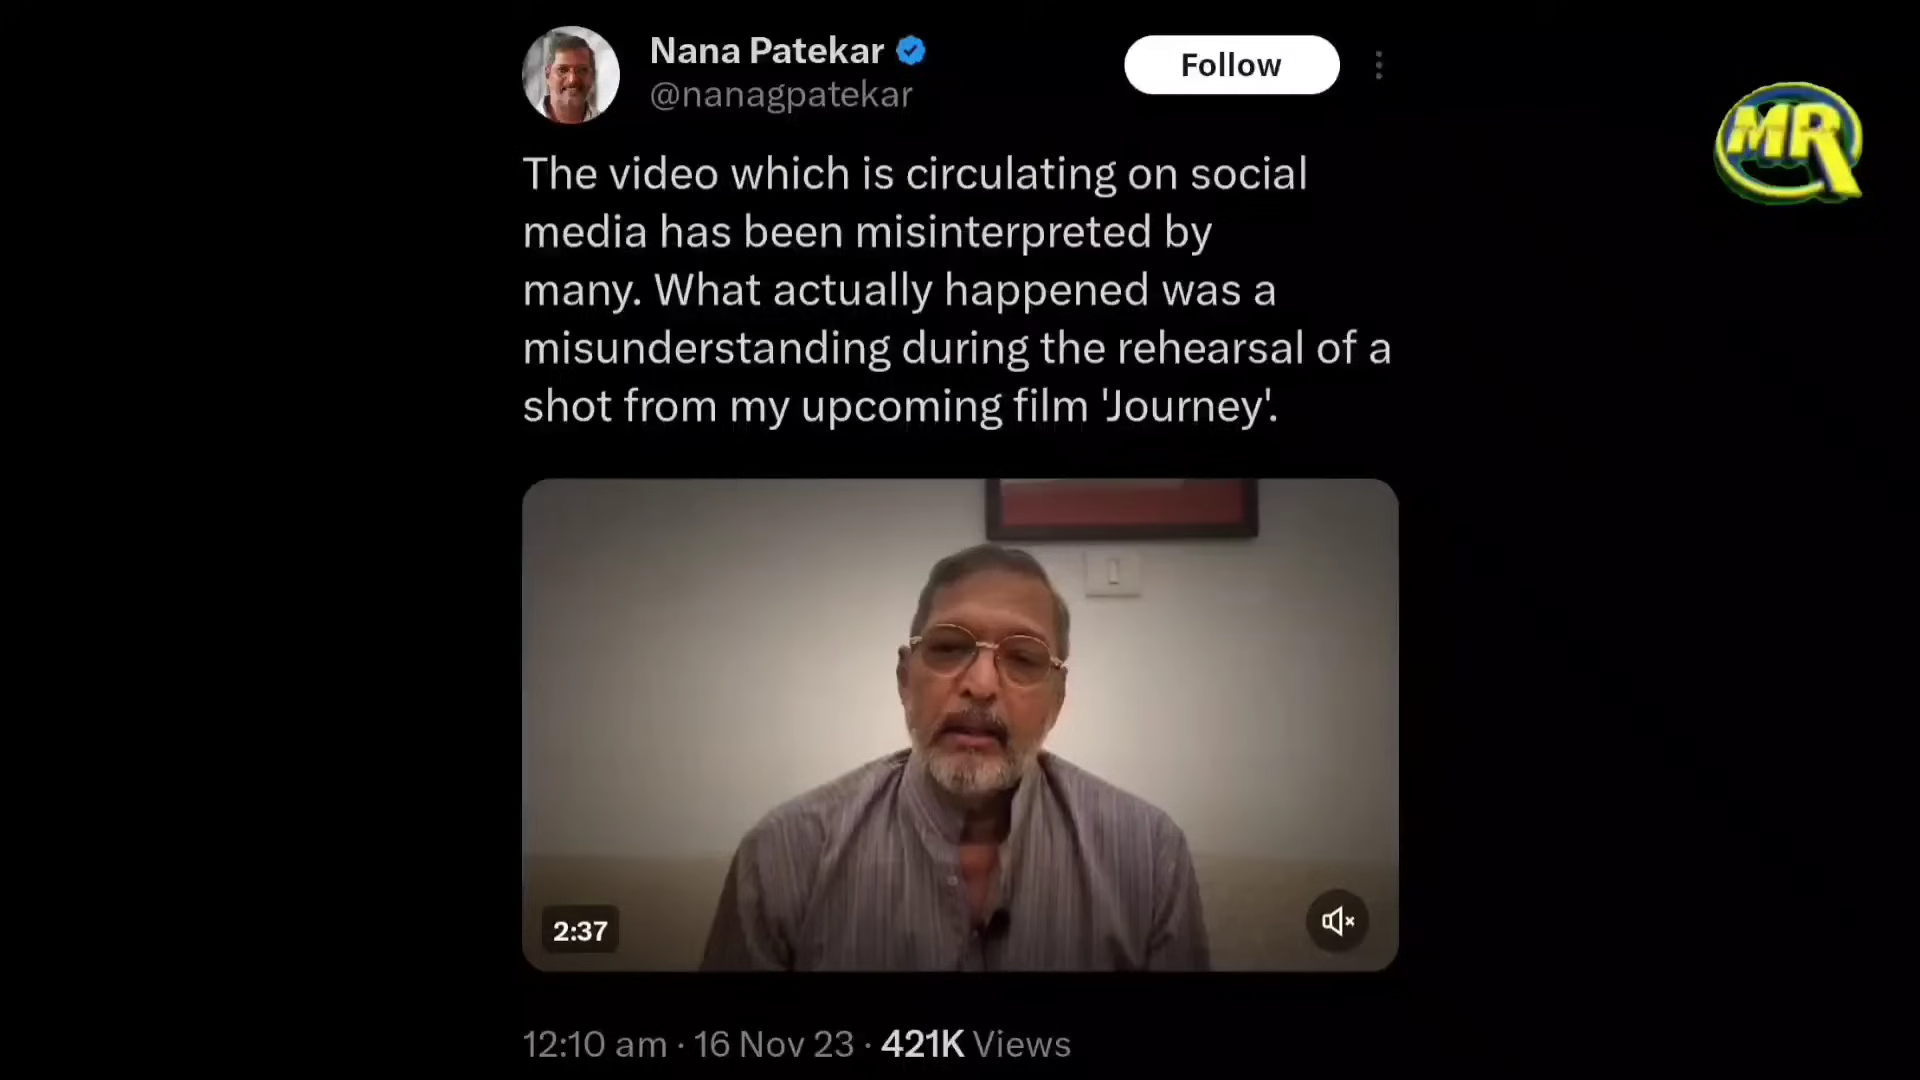 Nana Patekar
@nanagpatekar
Follow
MR
The video which is circulating on social
media has been misinterpreted by
many. What actually happened was a
misunderstanding during the rehearsal of a
shot from my upcoming film 'Journey'.
2:37
12:10 am · 16 Nov 23 · 421K Views